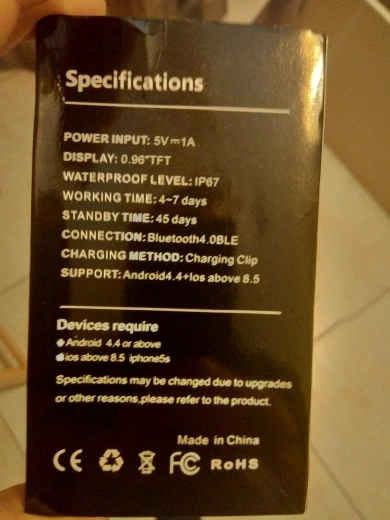 Specifications
POWER INPUT: 5V⎓1A
DISPLAY: 0.96"TFT
WATERPROOF LEVEL: IP67
WORKING TIME: 4~7 days
STANDBY TIME: 45 days
CONNECTION: Bluetooth4.0BLE
CHARGING METHOD: Charging Clip
SUPPORT: Android4.4+Ios above 8.5
Devices require
Android 4.4 or above
ios above 8.5 iphone5s
Specifications may be changed due to upgrades
or other reasons,please refer to the product.
Made in China
CE FC RoHS